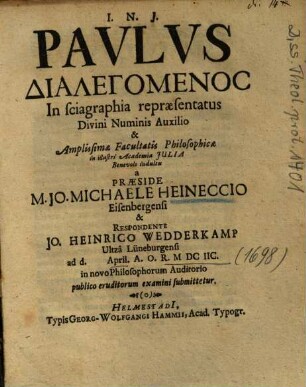 I. N. J.
PAVLVS
ΔΙΑΛΕΓΟΜΕΝΟC
In sciagraphia repræsentatus
Divini Numinis Auxilio
&
Amplissimæ Facultatis Philosophicæ
in illustri Academia JULIA
Benevolo indultu
a
PRÆSIDE
M. JO. MICHAELE HEINECCIO
Eisenbergensi
&
RESPONDENTE
JO. HEINRICO WEDDERKAMP
Ultzâ Lüneburgensi
ad d. April. A. O. R. M DC IIC.
(1698)
in novo Philosophorum Auditorio
publico eruditorum examini submittetur.
(o)
HELMESTADI,
Typis GEORG-WOLFGANGI HAMMII, Acad. Typogr.